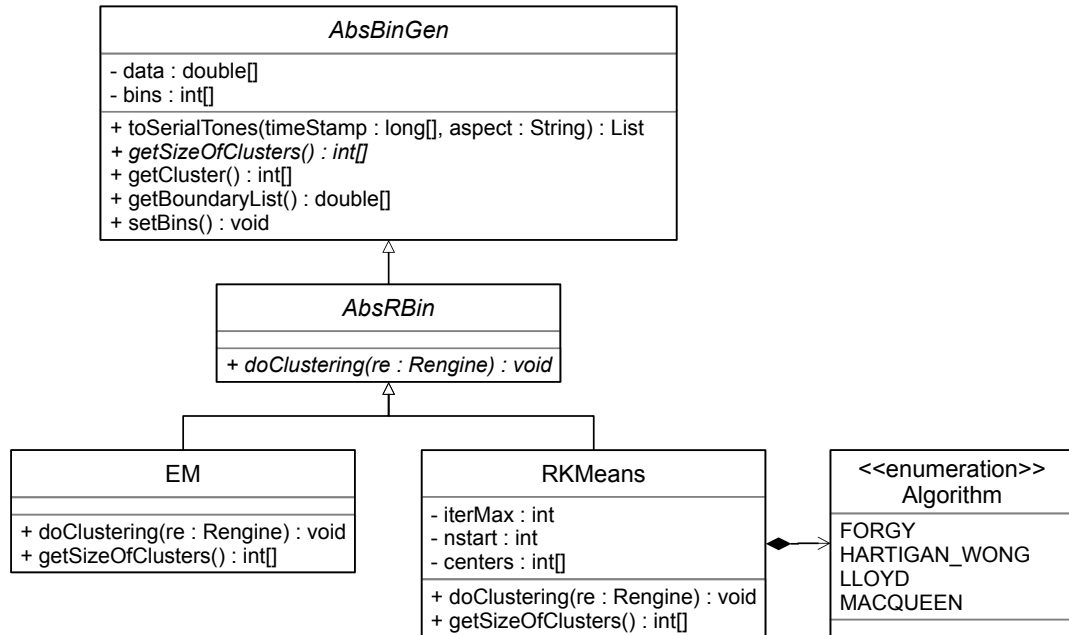 AbsBinGen
- data : double[]
- bins : int[]
+ toSerialTones(timeStamp : long[], aspect : String) : List
+ getSizeOfClusters() : int[]
+ getCluster() : int[]
+ getBoundaryList() : double[]
+ setBins() : void
AbsRBin
+ doClustering(re : Rengine) : void
EM
+ doClustering(re : Rengine) : void
+ getSizeOfClusters() : int[]
RKMeans
- iterMax : int
- nstart : int
- centers : int[]
+ doClustering(re : Rengine) : void
+ getSizeOfClusters() : int[]
<<enumeration>>
Algorithm
FORGY
HARTIGAN_WONG
LLOYD
MACQUEEN